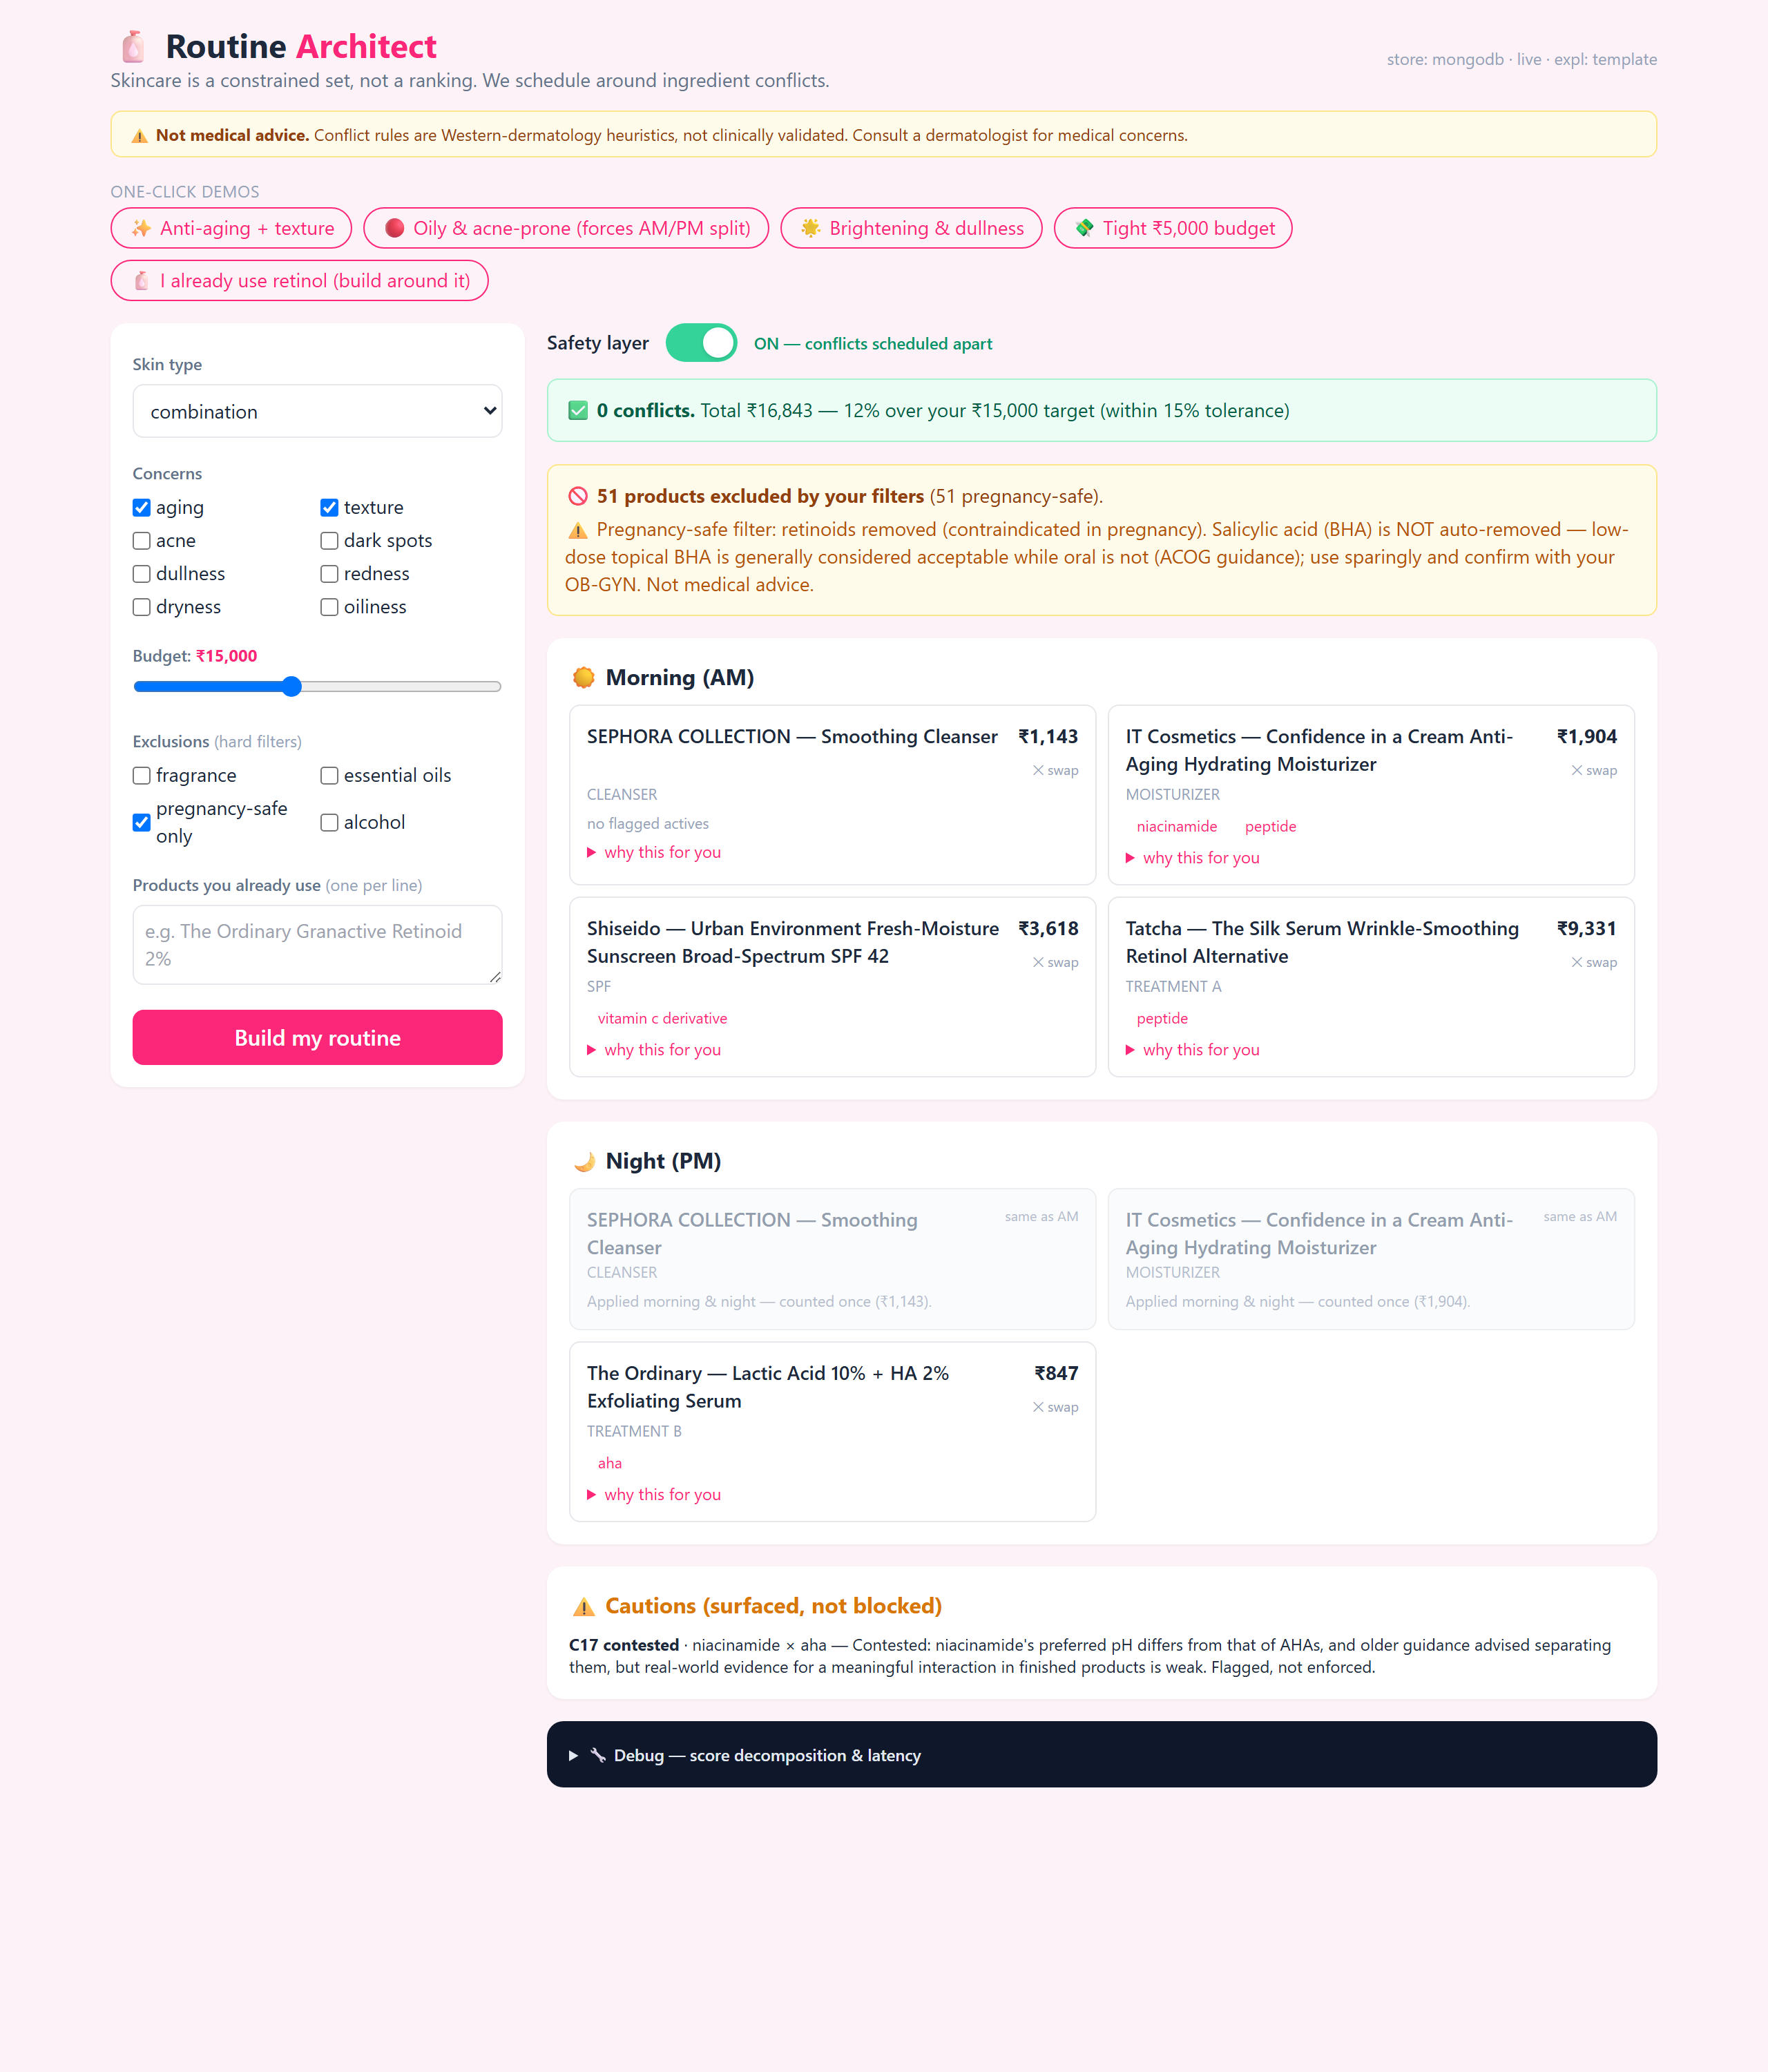 Routine Architect
Skincare is a constrained set, not a ranking. We schedule around ingredient conflicts.
store: mongodb · live · expl: template
⚠️ Not medical advice. Conflict rules are Western-dermatology heuristics, not clinically validated. Consult a dermatologist for medical concerns.
ONE-CLICK DEMOS
✨ Anti-aging + texture
🔴 Oily & acne-prone (forces AM/PM split)
🌟 Brightening & dullness
💸 Tight ₹5,000 budget
🧴 I already use retinol (build around it)
Skin type
combination
Concerns
aging
texture
acne
dark spots
dullness
redness
dryness
oiliness
Budget: ₹15,000
Exclusions (hard filters)
fragrance
essential oils
pregnancy-safe
only
alcohol
Products you already use (one per line)
e.g. The Ordinary Granactive Retinoid
2%
Build my routine
Safety layer
ON — conflicts scheduled apart
✅ 0 conflicts. Total ₹16,843 — 12% over your ₹15,000 target (within 15% tolerance)
🚫 51 products excluded by your filters (51 pregnancy-safe).
⚠️ Pregnancy-safe filter: retinoids removed (contraindicated in pregnancy). Salicylic acid (BHA) is NOT auto-removed — low-
dose topical BHA is generally considered acceptable while oral is not (ACOG guidance); use sparingly and confirm with your
OB-GYN. Not medical advice.
Morning (AM)
SEPHORA COLLECTION — Smoothing Cleanser
₹1,143
✕ swap
CLEANSER
no flagged actives
▶ why this for you
IT Cosmetics — Confidence in a Cream Anti-
Aging Hydrating Moisturizer
₹1,904
✕ swap
MOISTURIZER
niacinamide peptide
▶ why this for you
Shiseido — Urban Environment Fresh-Moisture
Sunscreen Broad-Spectrum SPF 42
₹3,618
✕ swap
SPF
vitamin c derivative
▶ why this for you
Tatcha — The Silk Serum Wrinkle-Smoothing
Retinol Alternative
₹9,331
✕ swap
TREATMENT A
peptide
▶ why this for you
Night (PM)
SEPHORA COLLECTION — Smoothing
Cleanser
same as AM
CLEANSER
Applied morning & night — counted once (₹1,143).
IT Cosmetics — Confidence in a Cream Anti-
Aging Hydrating Moisturizer
same as AM
MOISTURIZER
Applied morning & night — counted once (₹1,904).
The Ordinary — Lactic Acid 10% + HA 2%
Exfoliating Serum
₹847
✕ swap
TREATMENT B
aha
▶ why this for you
⚠️ Cautions (surfaced, not blocked)
C17 contested · niacinamide × aha — Contested: niacinamide's preferred pH differs from that of AHAs, and older guidance advised separating
them, but real-world evidence for a meaningful interaction in finished products is weak. Flagged, not enforced.
▶ 🔧 Debug — score decomposition & latency